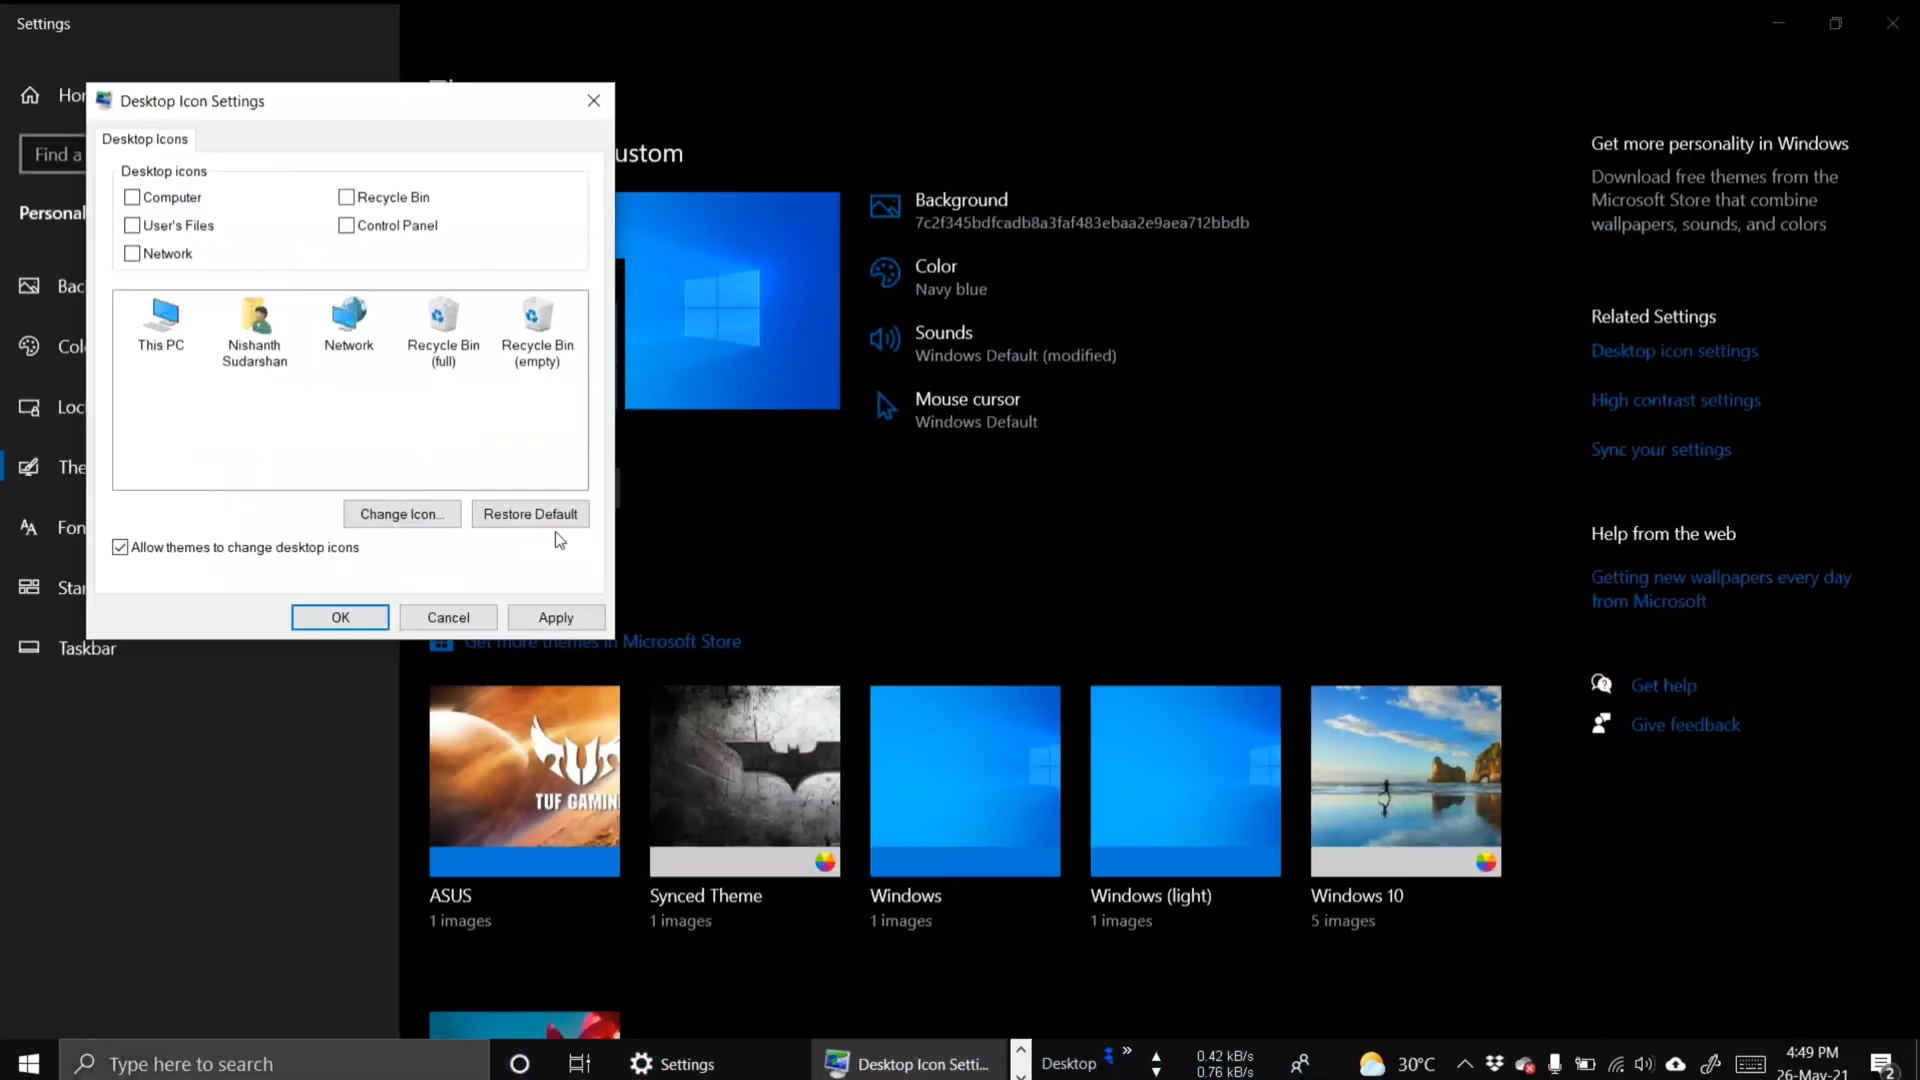 Settings
Desktop Icon Settings
Desktop Icons
Desktop icons
Computer
Recycle Bin
User's Files
Control Panel
Network
This PC
Nishanth
Sudarshan
Network
Recycle Bin
(full)
Recycle Bin
(empty)
Change Icon...
Restore Default
Allow themes to change desktop icons
OK
Cancel
Apply
Hor
Find a
Personal
Bac
Col
Loc
The
Fon
Star
Taskbar
ustom
Background
7c2f345bdfcadb8a3faf483ebaa2e9aea712bbdb
Color
Navy blue
Sounds
Windows Default (modified)
Mouse cursor
Windows Default
Get more themes in Microsoft Store
TUF GAMIN
ASUS
1 images
Synced Theme
1 images
Windows
1 images
Windows (light)
1 images
Windows 10
5 images
Get more personality in Windows
Download free themes from the
Microsoft Store that combine
wallpapers, sounds, and colors
Related Settings
Desktop icon settings
High contrast settings
Sync your settings
Help from the web
Getting new wallpapers every day
from Microsoft
Get help
Give feedback
Type here to search
Settings
Desktop Icon Setti...
Desktop
0.42 kB/s
0.76 kB/s
30°C
4:49 PM
26-May-21
2